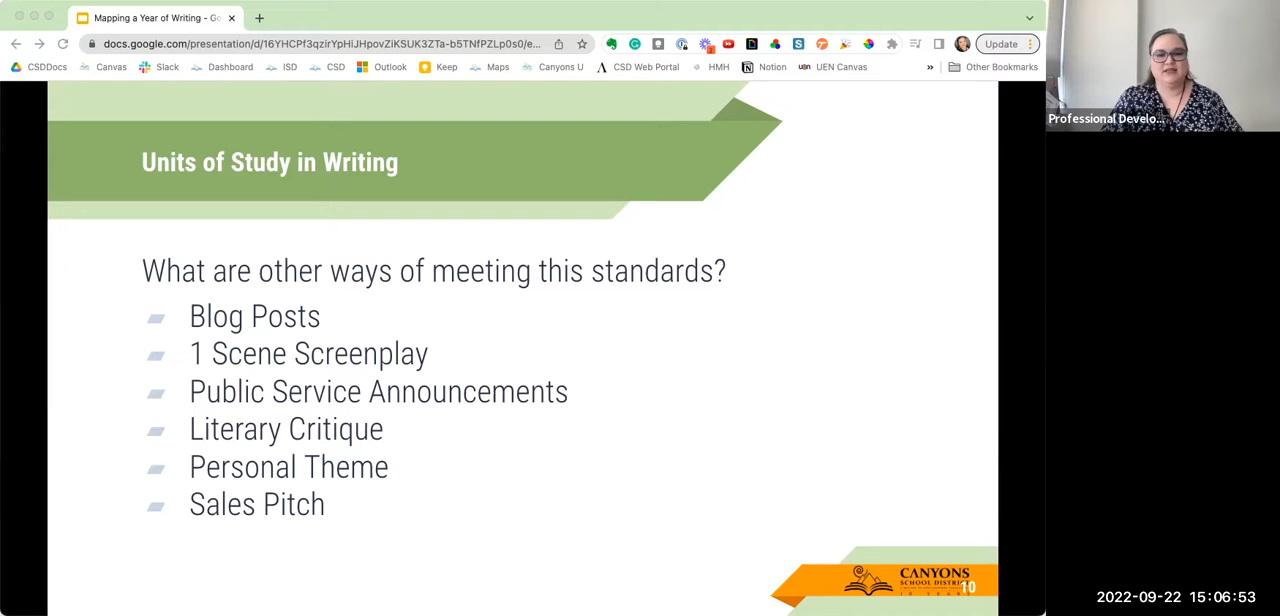 Mapping a Year of Writing - Go
docs.google.com/presentation/d/16YHCPf3qzirYpHiJHpovZiKSUK3ZTa-b5TNfPZLp0s0/e...
Update
CSDDocs Canvas Slack Dashboard ISD CSD Outlook Keep Maps Canyons U CSD Web Portal HMH Notion UEN Canvas » Other Bookmarks
Professional Develo...
Units of Study in Writing
What are other ways of meeting this standards?
Blog Posts
1 Scene Screenplay
Public Service Announcements
Literary Critique
Personal Theme
Sales Pitch
CANYONS
SCHOOL DISTRICT
10
2022-09-22 15:06:53